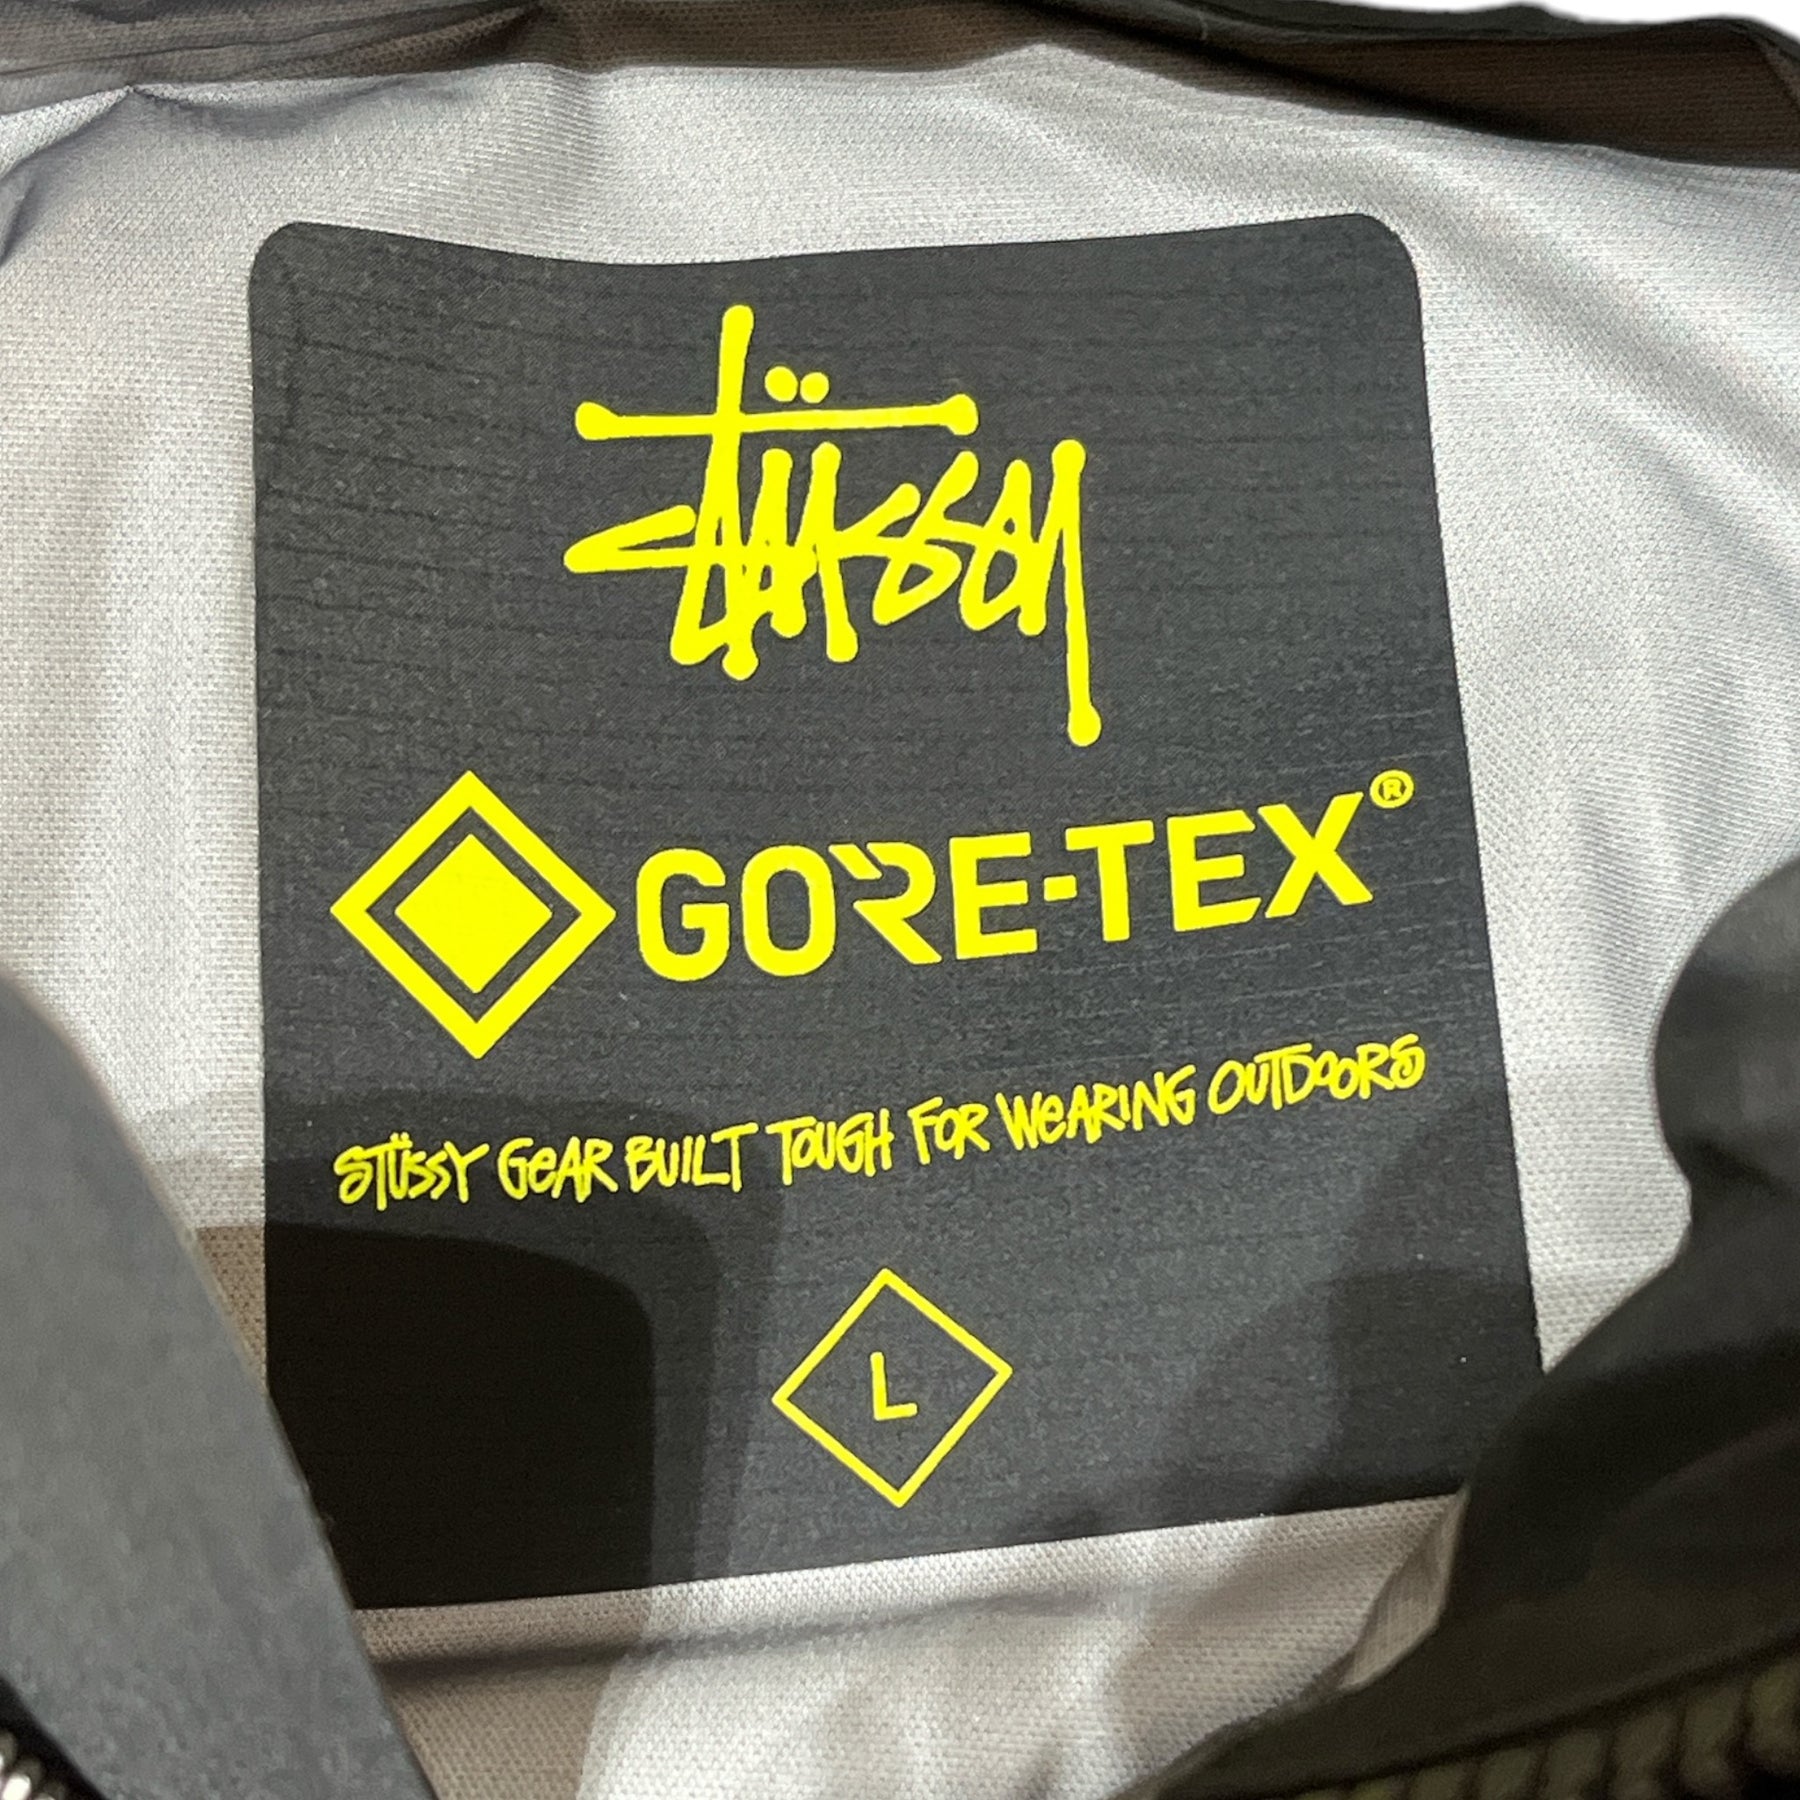 Stüssy
GORE-TEX®
STÜSSY GEAR BUILT TOUGH FOR WEARING OUTDOORS
L